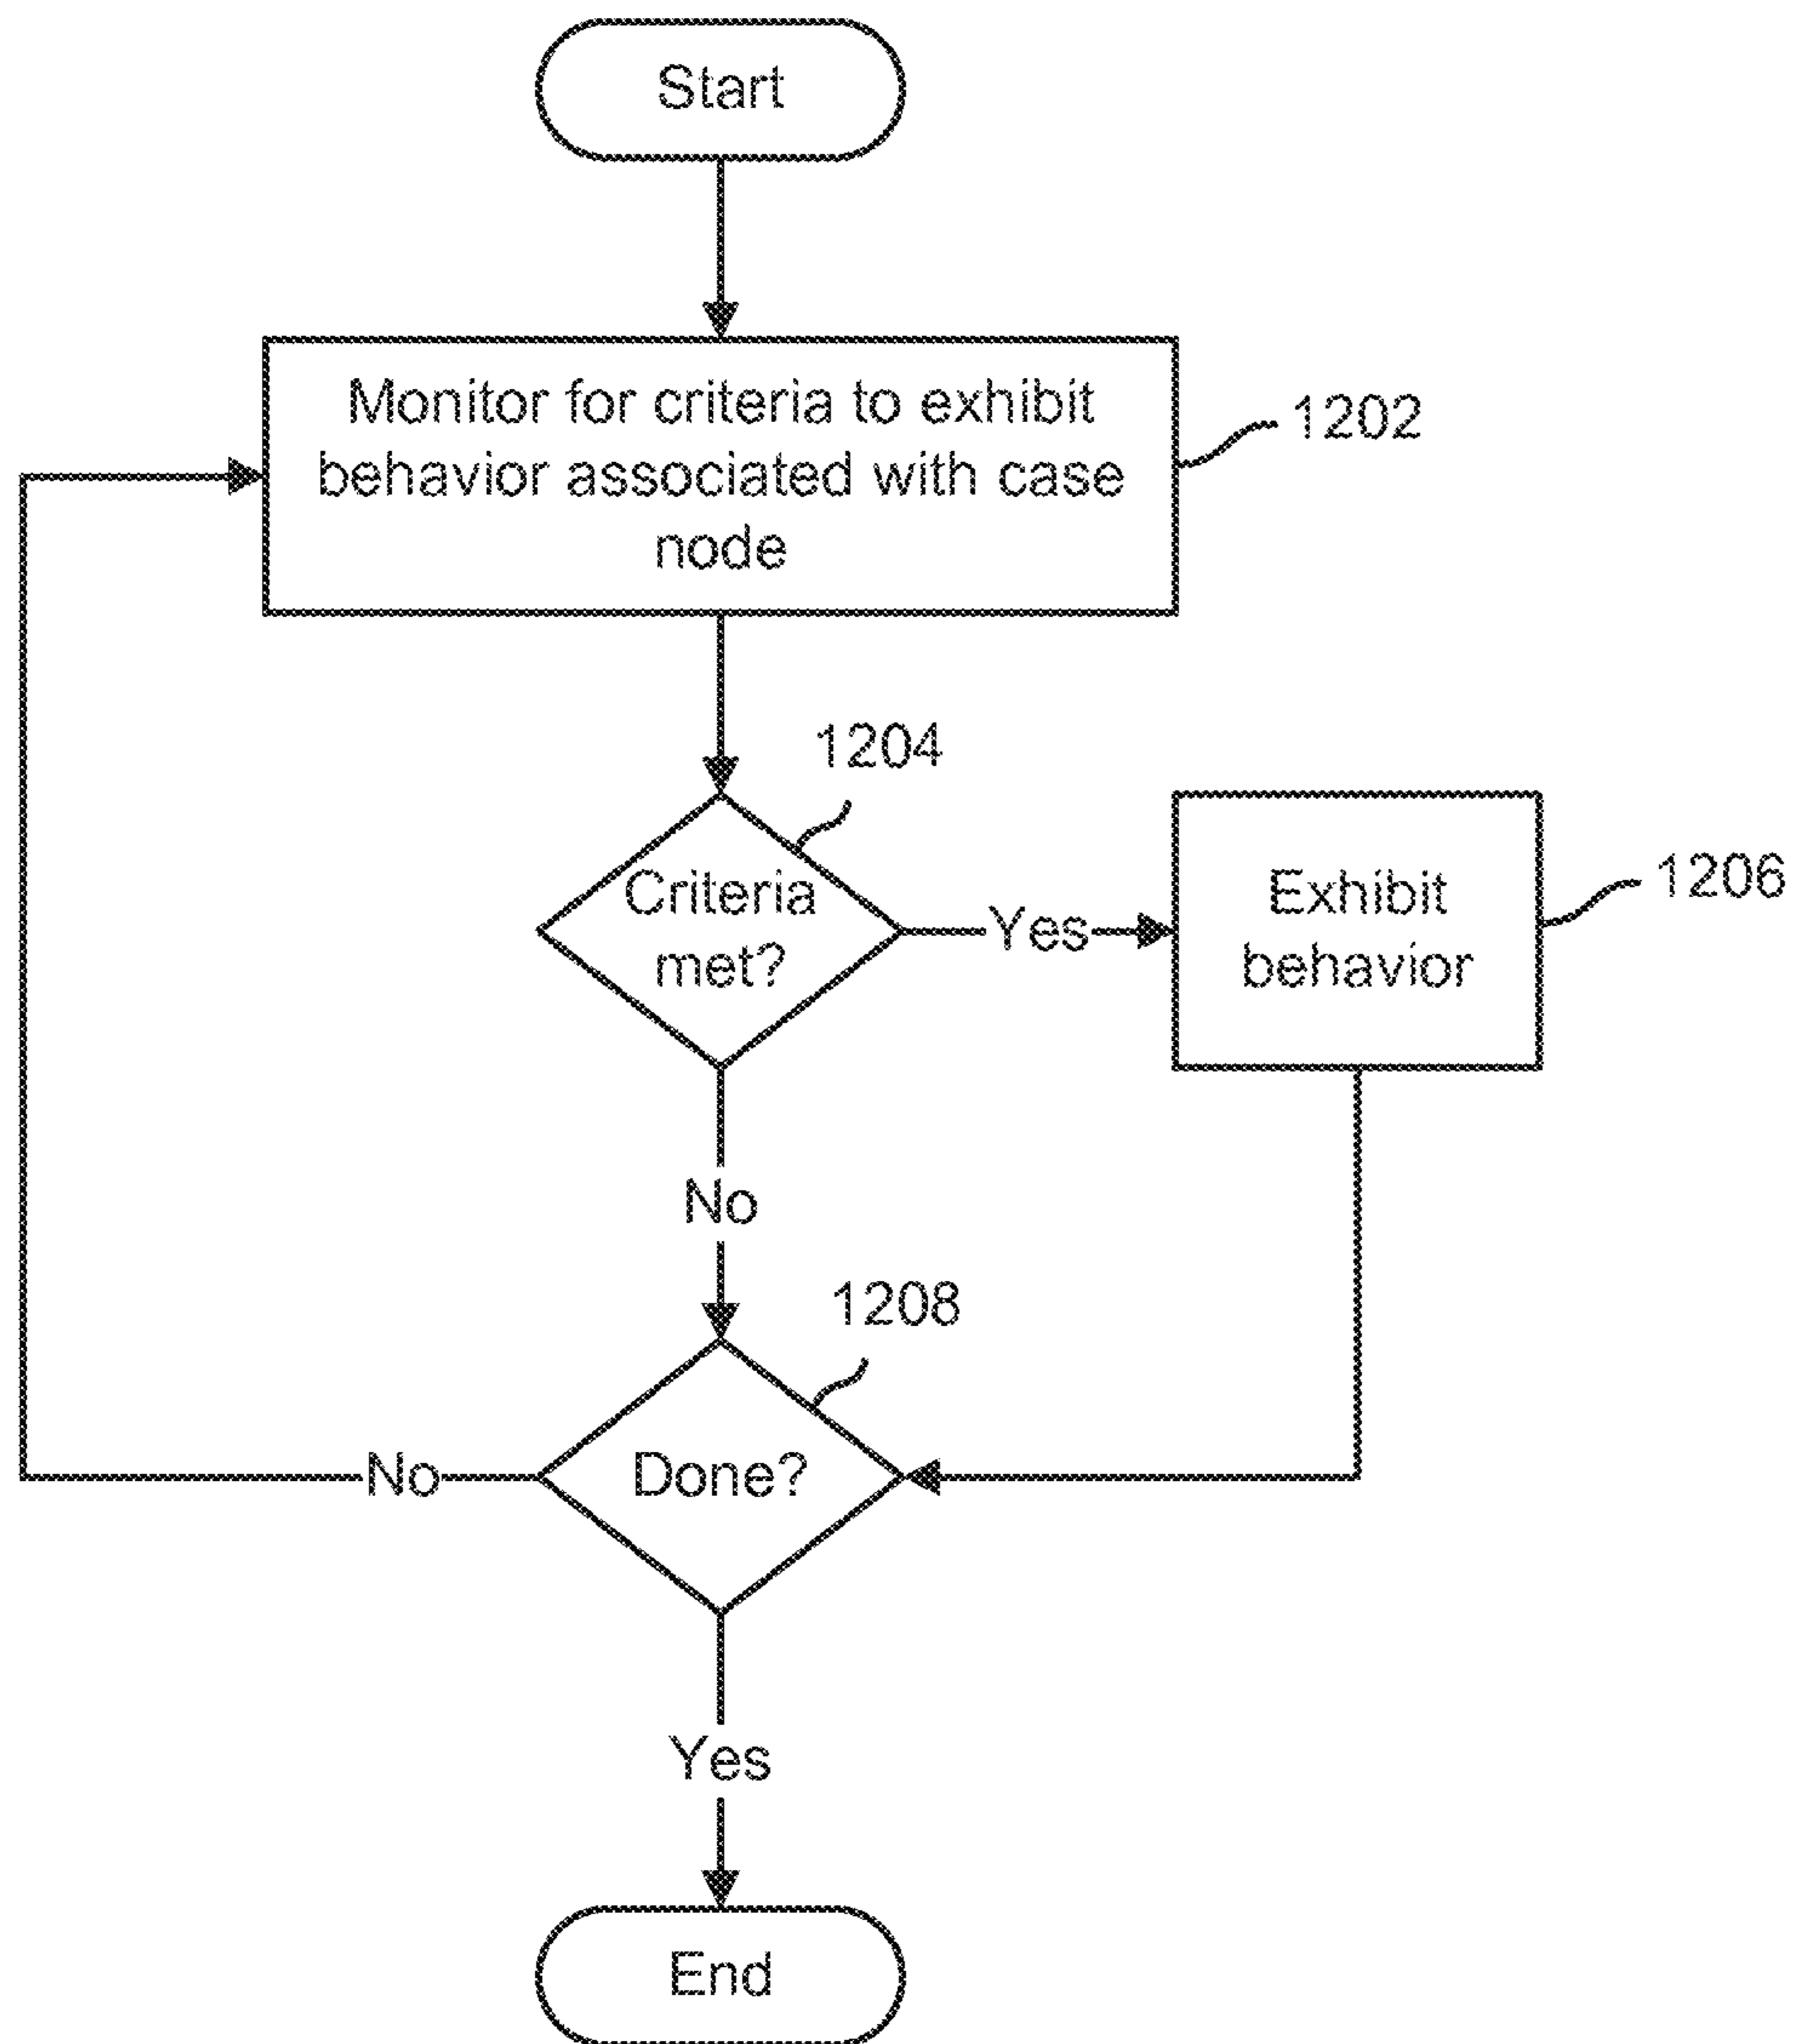 Start
Monitor for criteria to exhibit
behavior associated with case
node
1202
1204
Criteria
met?
Yes
Exhibit
behavior
1206
No
1208
Done?
No
Yes
End